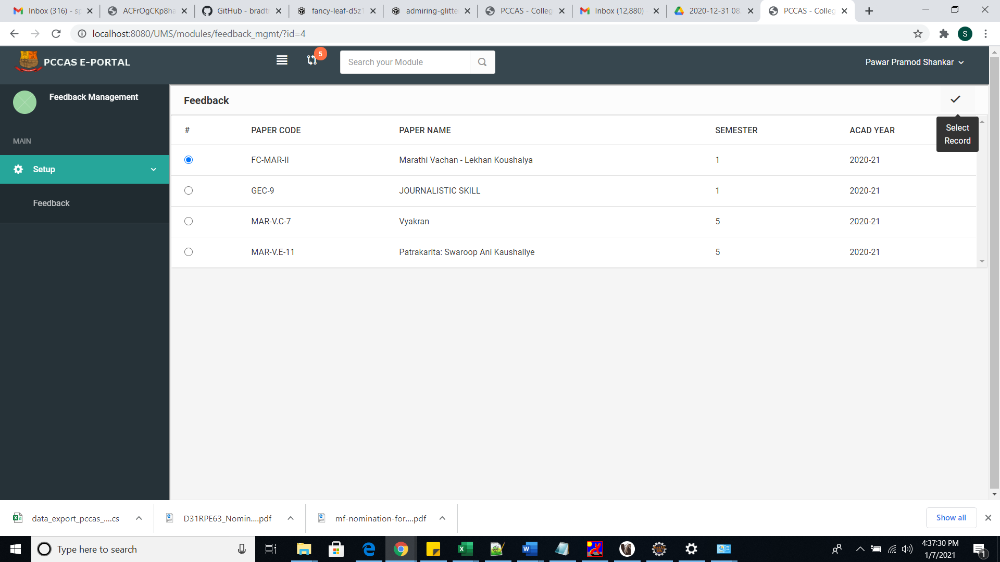 Inbox (316) - sp
ACFrOgCKp8ha
GitHub - bradtr
fancy-leaf-d5z1
admiring-glitte
PCCAS - Colleg
Inbox (12,880)
2020-12-31 08.
PCCAS - Colleg
localhost:8080/UMS/modules/feedback_mgmt/?id=4
S
PCCAS E-PORTAL
5
Search your Module
Pawar Pramod Shankar
Feedback Management
MAIN
Setup
Feedback
Feedback
Select
Record
# PAPER CODE PAPER NAME SEMESTER ACAD YEAR
FC-MAR-II Marathi Vachan - Lekhan Koushalya 1 2020-21
GEC-9 JOURNALISTIC SKILL 1 2020-21
MAR-V.C-7 Vyakran 5 2020-21
MAR-V.E-11 Patrakarita: Swaroop Ani Kaushallye 5 2020-21
data_export_pccas_....cs
D31RPE63_Nomin....pdf
mf-nomination-for....pdf
Show all
Type here to search
4:37:30 PM
1/7/2021
1